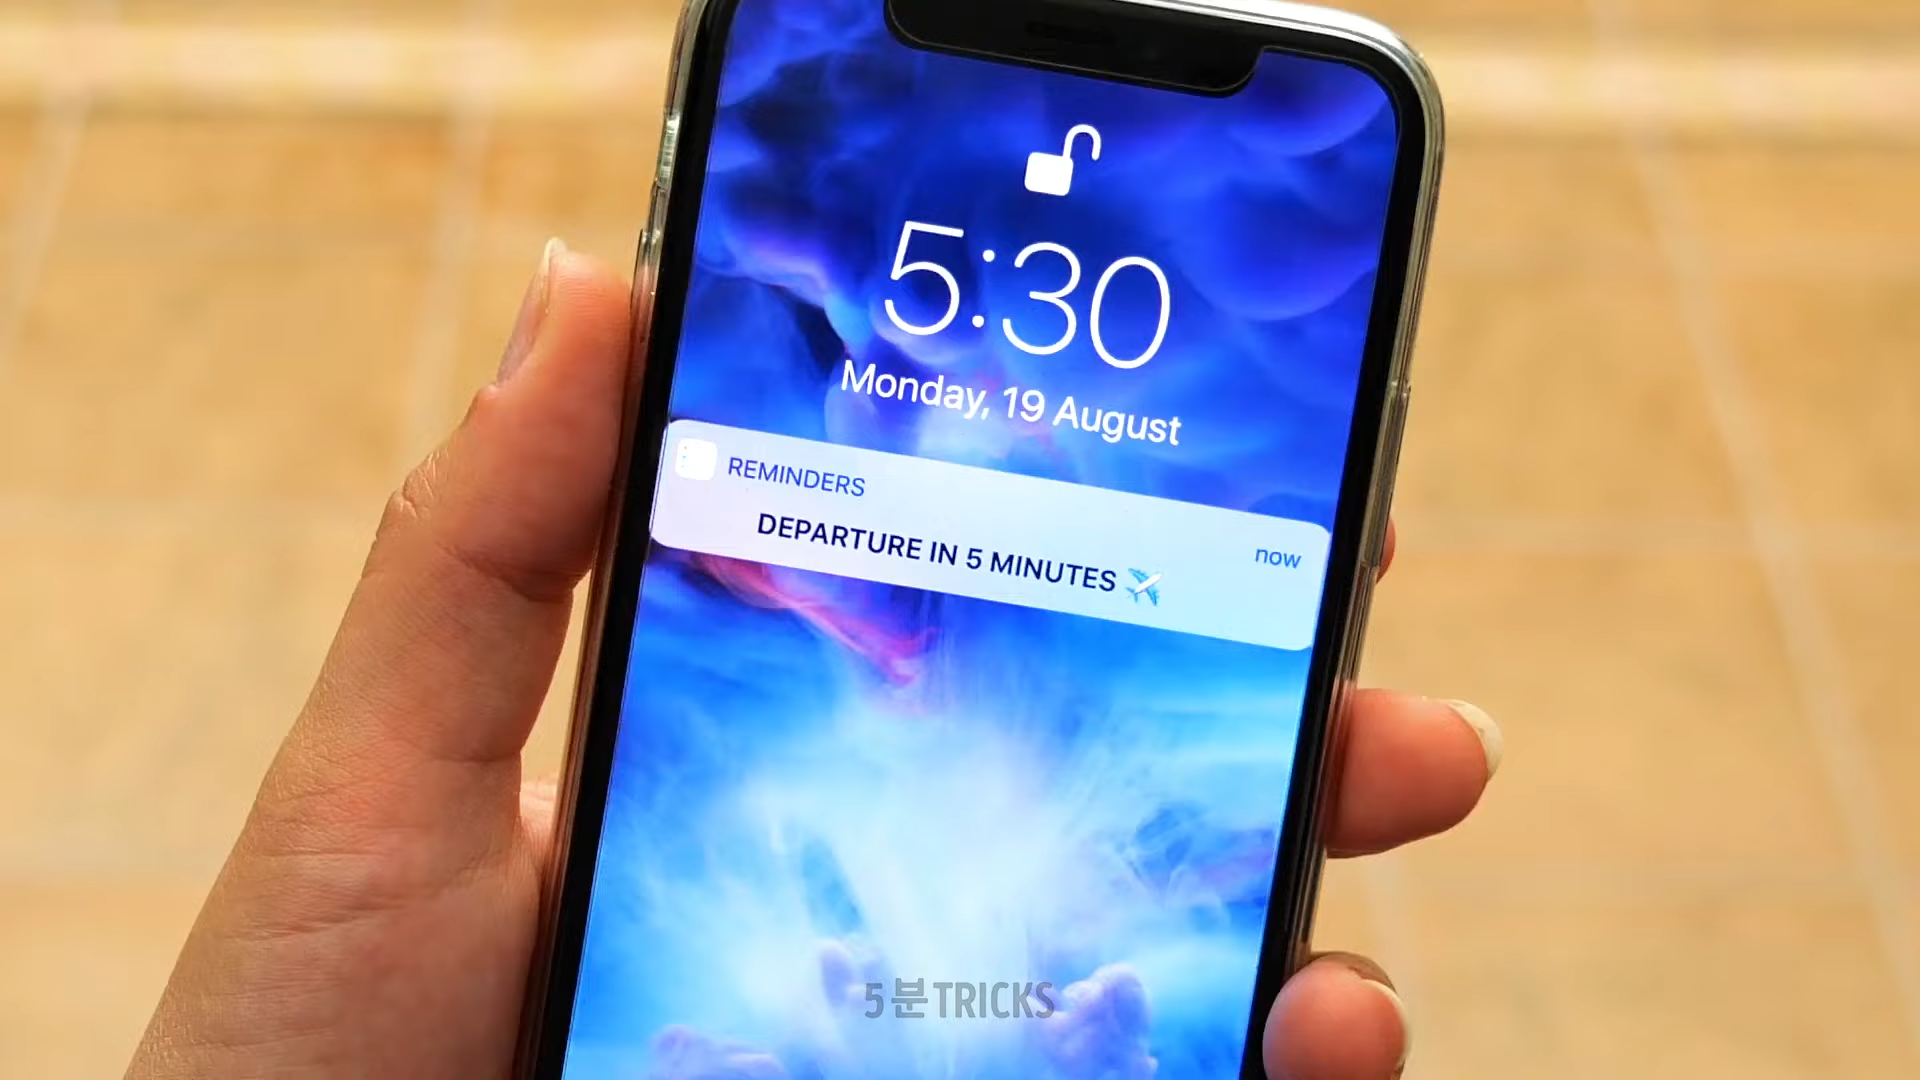 5:30
Monday, 19 August
REMINDERS
now
DEPARTURE IN 5 MINUTES ✈️
5분TRICKS